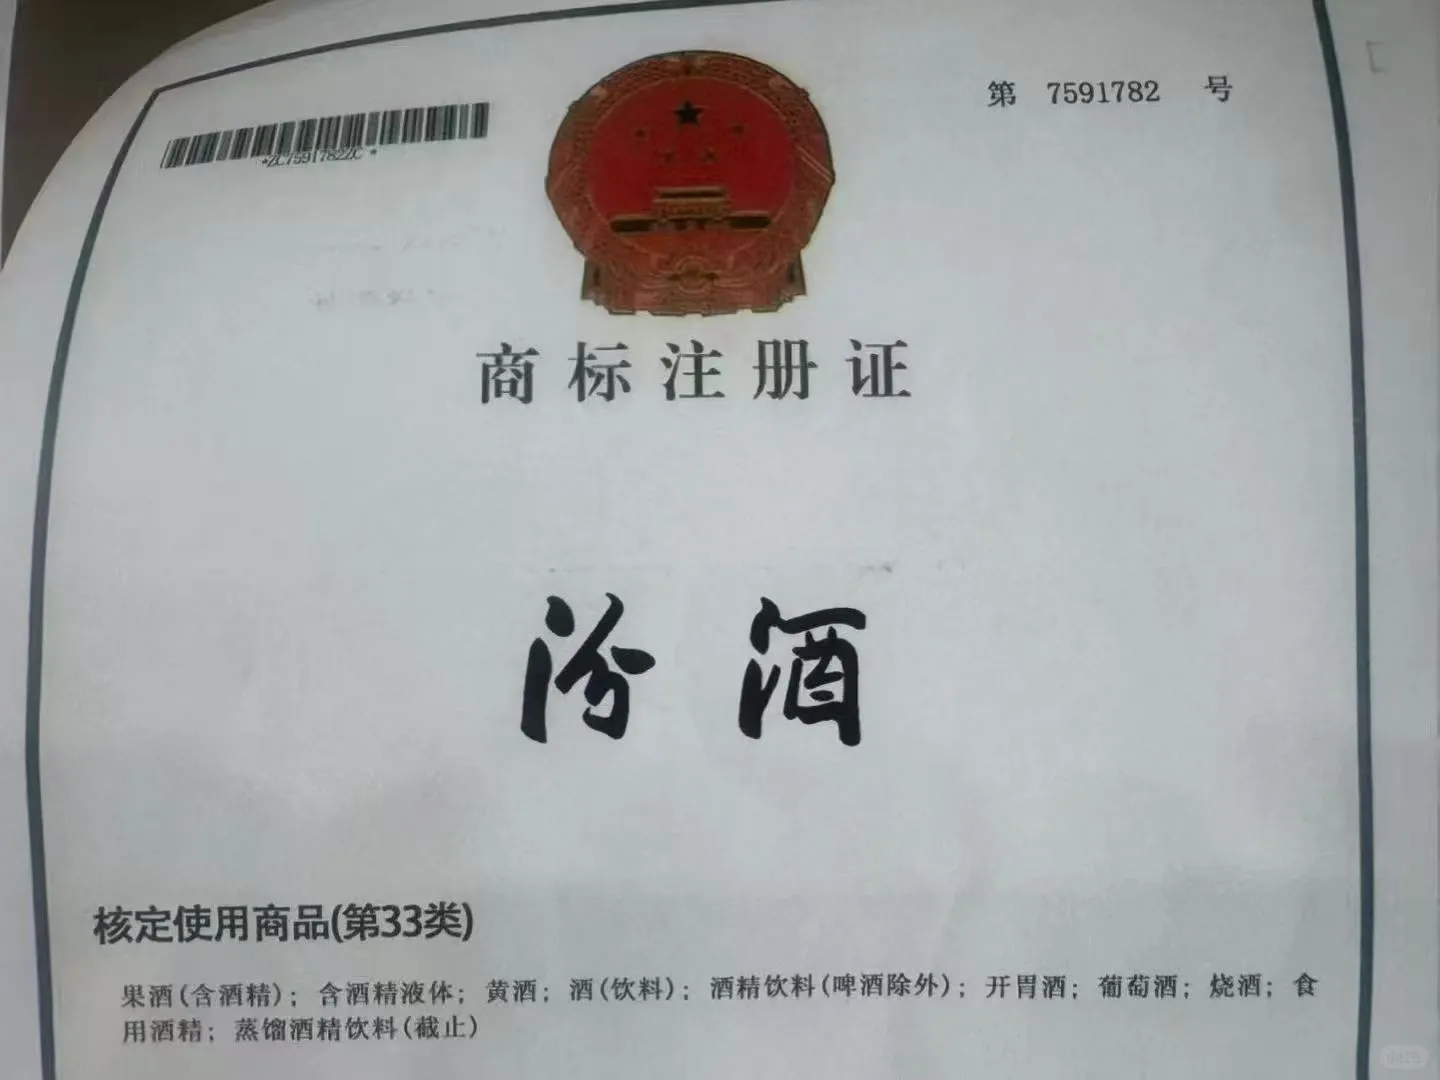 第 7591782 号
*ZC7591782ZC*
商标注册证
汾酒
核定使用商品(第33类)
果酒(含酒精)；含酒精液体；黄酒；酒(饮料)；酒精饮料(啤酒除外)；开胃酒；葡萄酒；烧酒；食
用酒精；蒸馏酒精饮料(截止)